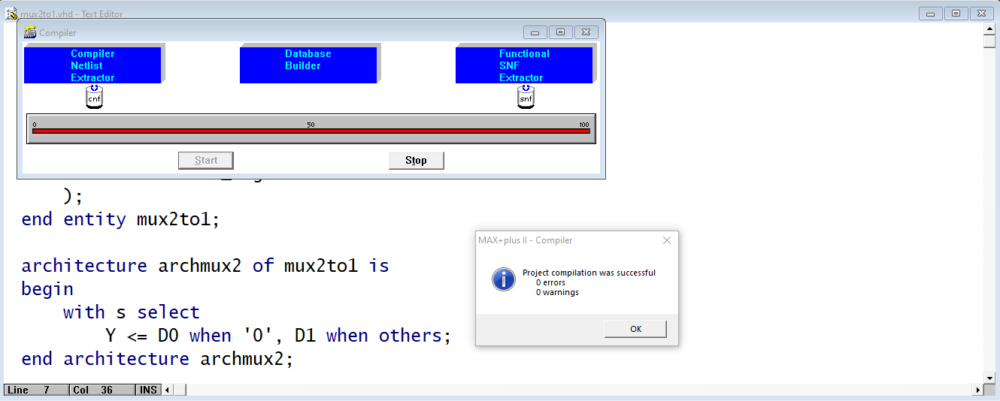 mux2to1.vhd - Text Editor
Compiler
Compiler
Netlist
Extractor
Database
Builder
Functional
SNF
Extractor
cnf
snf
0 50 100
Start
Stop
);
end entity mux2to1;
architecture archmux2 of mux2to1 is
begin
with s select
Y <= D0 when '0', D1 when others;
end architecture archmux2;
MAX+plus II - Compiler
Project compilation was successful
0 errors
0 warnings
OK
Line 7 Col 36 INS